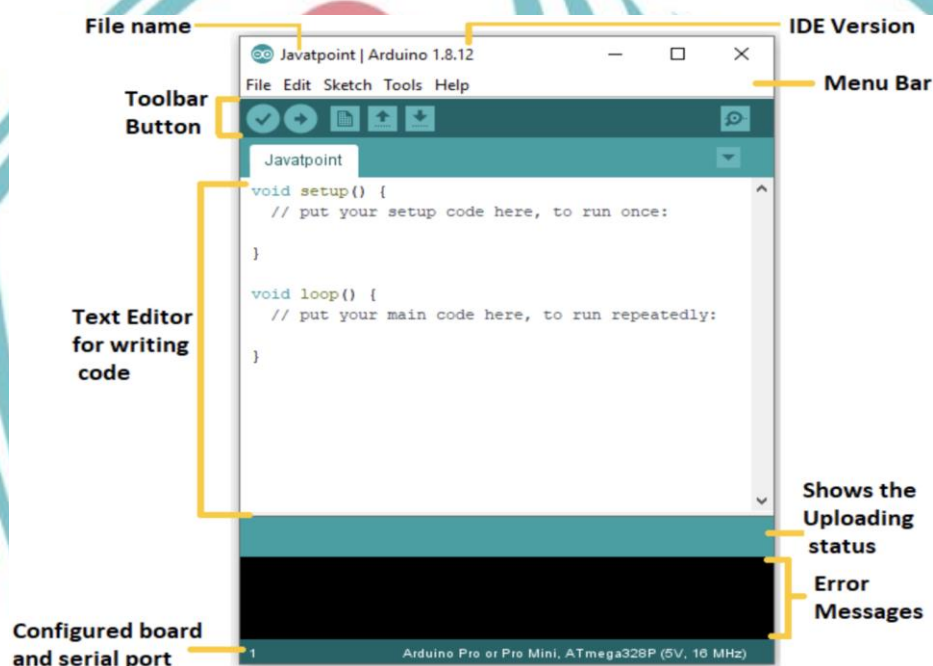 File name
IDE Version
Javatpoint | Arduino 1.8.12
File Edit Sketch Tools Help
Menu Bar
Toolbar
Button
Javatpoint
void setup() {
// put your setup code here, to run once:
}
void loop() {
// put your main code here, to run repeatedly:
}
Text Editor
for writing
code
Shows the
Uploading
status
Error
Messages
Configured board
and serial port
1
Arduino Pro or Pro Mini, ATmega328P (5V, 16 MHz)